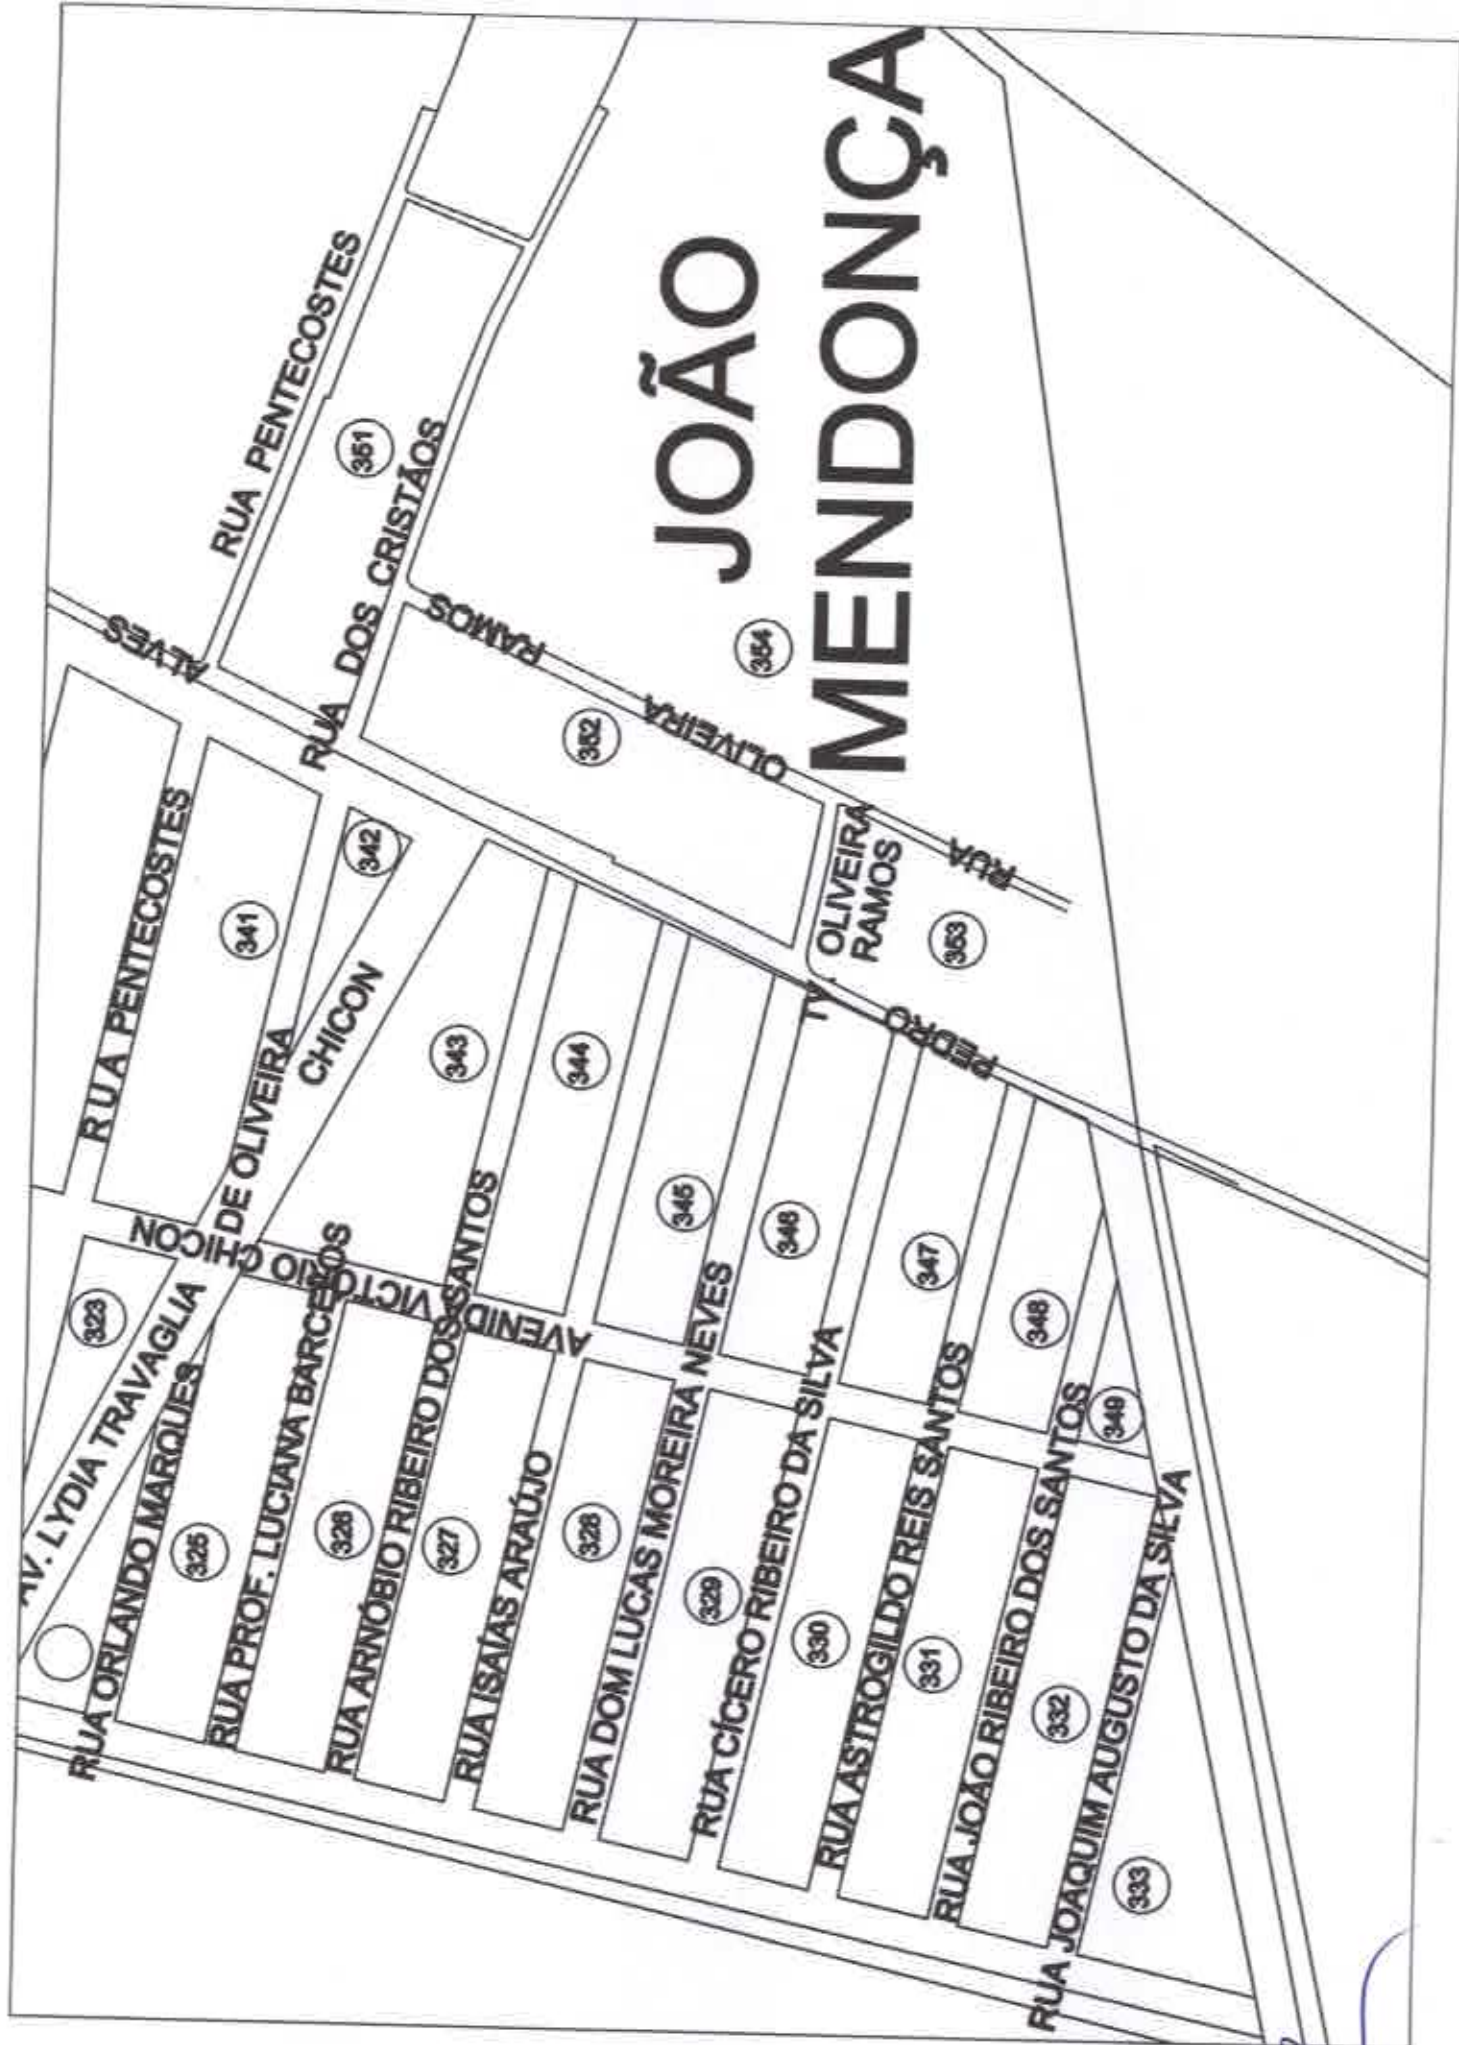 RUA PENTECOSTES
351
RUA DOS CRISTÃOS
JOÃO
MENDONÇA
ALVES
RUA PENTECOSTES
341
342
352
354
RUA OLIVEIRA RAMOS
TV. OLIVEIRA
RAMOS
353
PEDRO
DE OLIVEIRA
CHICON
343
344
345
346
347
348
349
AVENIDA VICTÓRIO CHICON
323
AV. LYDIA TRAVAGLIA
RUA ORLANDO MARQUES
325
RUA PROF. LUCIANA BARCELOS
326
RUA ARNÓBIO RIBEIRO DOS SANTOS
327
RUA ISAÍAS ARAÚJO
328
RUA DOM LUCAS MOREIRA NEVES
329
RUA CÍCERO RIBEIRO DA SILVA
330
RUA ASTROGILDO REIS SANTOS
331
RUA JOÃO RIBEIRO DOS SANTOS
332
RUA JOAQUIM AUGUSTO DA SILVA
333